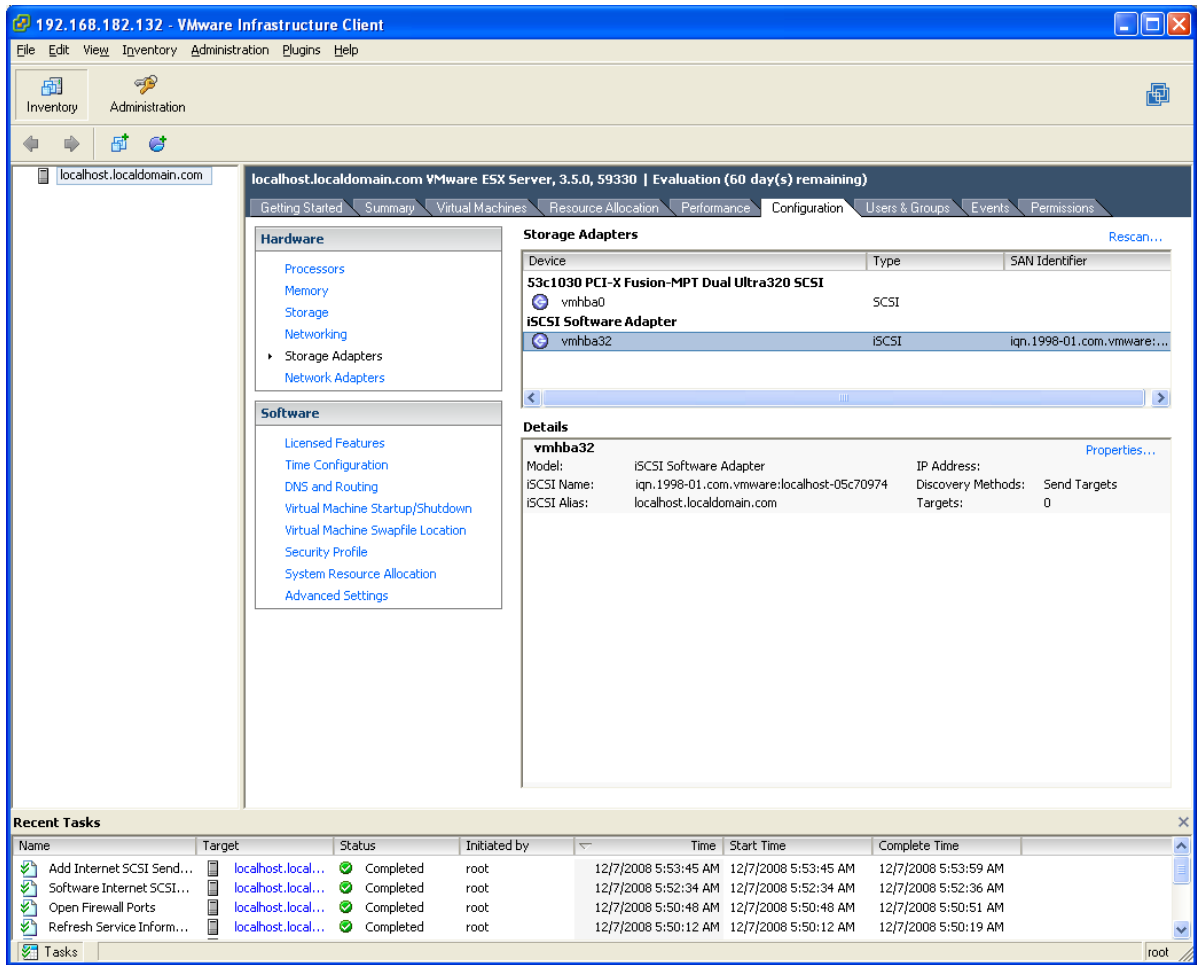 192.168.182.132 - VMware Infrastructure Client
File Edit View Inventory Administration Plugins Help
Inventory Administration
localhost.localdomain.com
localhost.localdomain.com VMware ESX Server, 3.5.0, 59330 | Evaluation (60 day(s) remaining)
Getting Started Summary Virtual Machines Resource Allocation Performance Configuration Users & Groups Events Permissions
Hardware
Processors
Memory
Storage
Networking
Storage Adapters
Network Adapters
Software
Licensed Features
Time Configuration
DNS and Routing
Virtual Machine Startup/Shutdown
Virtual Machine Swapfile Location
Security Profile
System Resource Allocation
Advanced Settings
Storage Adapters Rescan...
Device Type SAN Identifier
53c1030 PCI-X Fusion-MPT Dual Ultra320 SCSI
vmhba0 SCSI
iSCSI Software Adapter
vmhba32 iSCSI iqn.1998-01.com.vmware:...
Details
vmhba32 Properties...
Model: iSCSI Software Adapter IP Address:
iSCSI Name: iqn.1998-01.com.vmware:localhost-05c70974 Discovery Methods: Send Targets
iSCSI Alias: localhost.localdomain.com Targets: 0
Recent Tasks
Name Target Status Initiated by Time Start Time Complete Time
Add Internet SCSI Send... localhost.local... Completed root 12/7/2008 5:53:45 AM 12/7/2008 5:53:45 AM 12/7/2008 5:53:59 AM
Software Internet SCSI... localhost.local... Completed root 12/7/2008 5:52:34 AM 12/7/2008 5:52:34 AM 12/7/2008 5:52:36 AM
Open Firewall Ports localhost.local... Completed root 12/7/2008 5:50:48 AM 12/7/2008 5:50:48 AM 12/7/2008 5:50:51 AM
Refresh Service Inform... localhost.local... Completed root 12/7/2008 5:50:12 AM 12/7/2008 5:50:12 AM 12/7/2008 5:50:19 AM
Tasks root